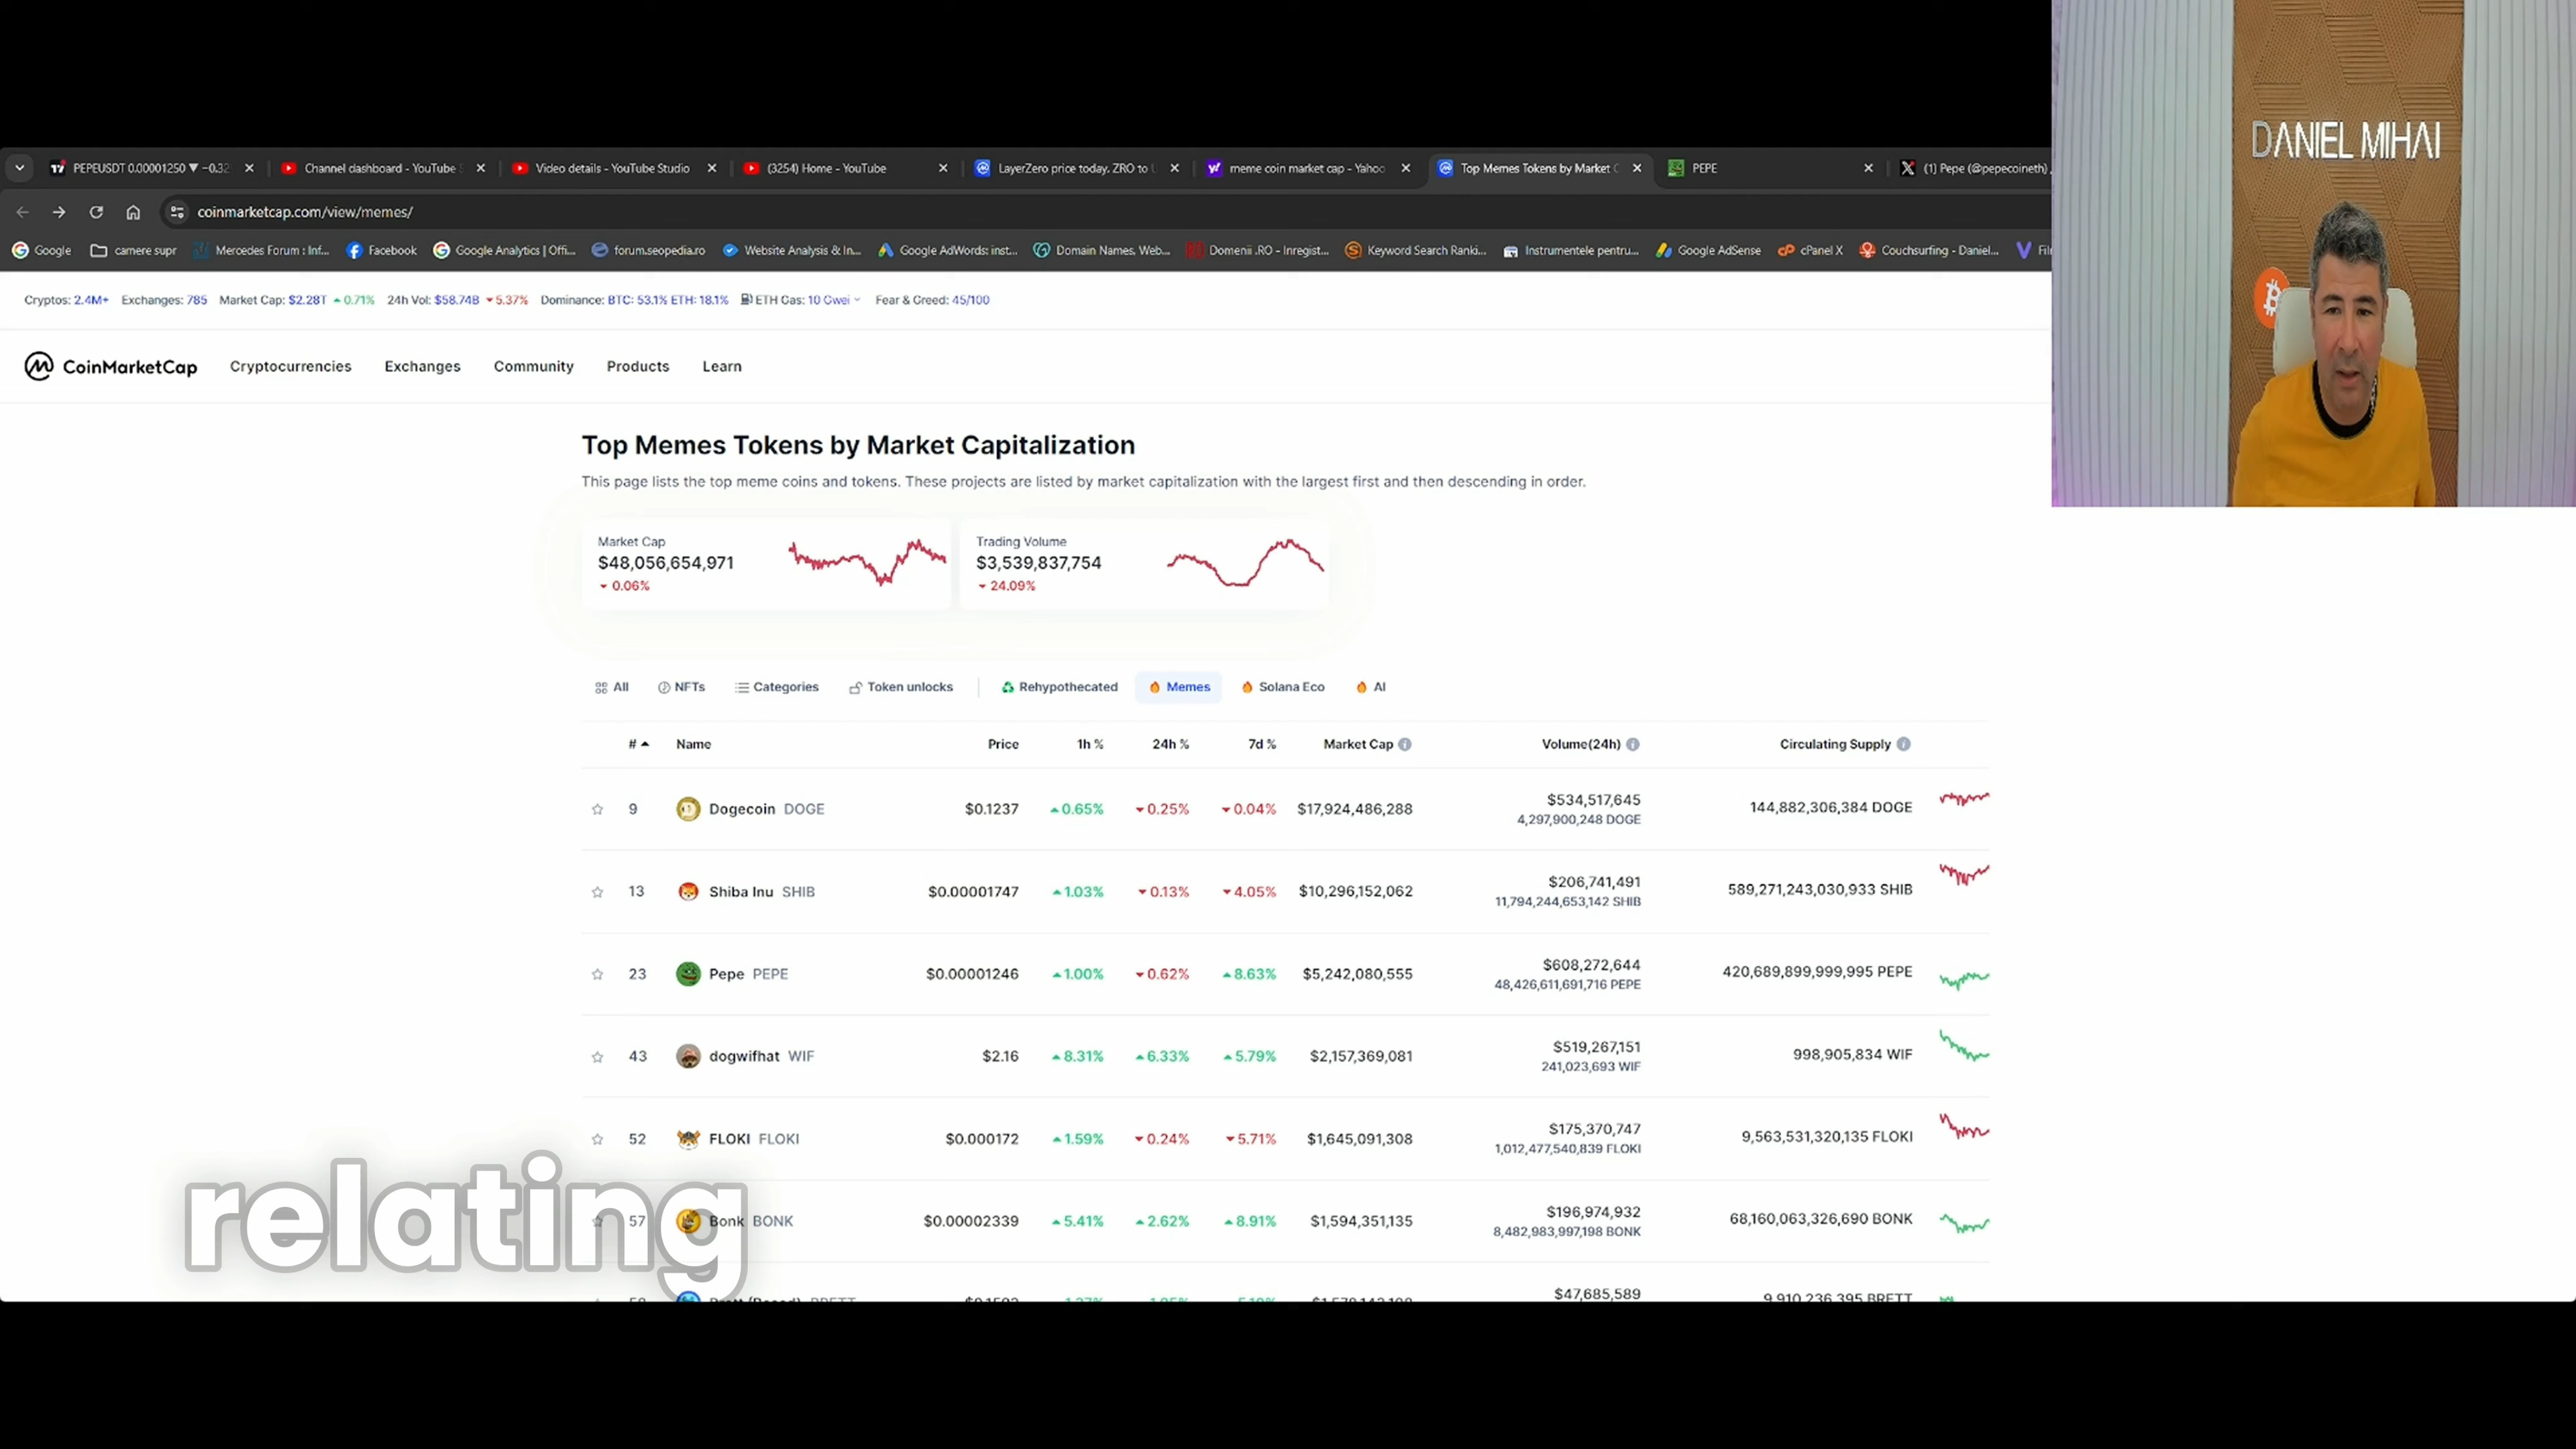 PEPEUSDT 0.00001250 ▼ −0.32
Channel dashboard - YouTube
Video details - YouTube Studio
(3254) Home - YouTube
LayerZero price today, ZRO to U
meme coin market cap - Yahoo
Top Memes Tokens by Market C
PEPE
(1) Pepe (@pepecoineth)
coinmarketcap.com/view/memes/
Google
camere supr
Mercedes Forum : Inf...
Facebook
Google Analytics | Offi...
forum.seopedia.ro
Website Analysis & In...
Google AdWords: inst...
Domain Names, Web...
Domenii .RO - Inregist...
Keyword Search Ranki...
Instrumentele pentru...
Google AdSense
cPanel X
Couchsurfing - Daniel...
DANIEL MIHAI
Cryptos: 2.4M+ Exchanges: 785 Market Cap: $2.28T 0.71% 24h Vol: $58.74B 5.37% Dominance: BTC: 53.1% ETH: 18.1% ETH Gas: 10 Gwei Fear & Greed: 45/100
CoinMarketCap Cryptocurrencies Exchanges Community Products Learn
Top Memes Tokens by Market Capitalization
This page lists the top meme coins and tokens. These projects are listed by market capitalization with the largest first and then descending in order.
Market Cap
$48,056,654,971
0.06%
Trading Volume
$3,539,837,754
24.09%
All NFTs Categories Token unlocks Rehypothecated Memes Solana Eco AI
# Name Price 1h % 24h % 7d % Market Cap Volume(24h) Circulating Supply
9 Dogecoin DOGE $0.1237 0.65% 0.25% 0.04% $17,924,486,288 $534,517,645 144,882,306,384 DOGE
4,297,900,248 DOGE
13 Shiba Inu SHIB $0.00001747 1.03% 0.13% 4.05% $10,296,152,062 $206,741,491 589,271,243,030,933 SHIB
11,794,244,653,142 SHIB
23 Pepe PEPE $0.00001246 1.00% 0.62% 8.63% $5,242,080,555 $608,272,644 420,689,899,999,995 PEPE
48,426,611,691,716 PEPE
43 dogwifhat WIF $2.16 8.31% 6.33% 5.79% $2,157,369,081 $519,267,151 998,905,834 WIF
241,023,693 WIF
52 FLOKI FLOKI $0.000172 1.59% 0.24% 5.71% $1,645,091,308 $175,370,747 9,563,531,320,135 FLOKI
1,012,477,540,839 FLOKI
57 Bonk BONK $0.00002339 5.41% 2.62% 8.91% $1,594,351,135 $196,974,932 68,160,063,326,690 BONK
8,482,983,997,198 BONK
$47,685,589 9,910,236,395 BRETT
relating